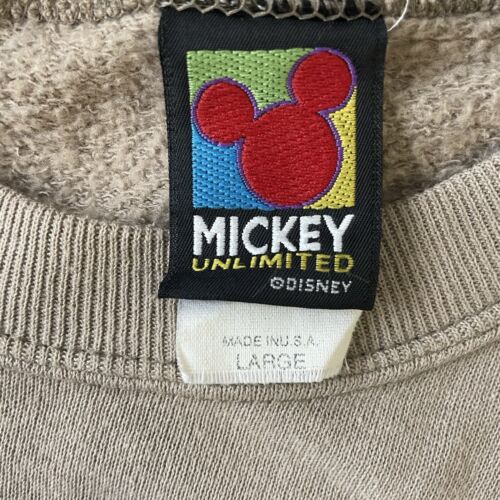 MICKEY
UNLIMITED
©DISNEY
MADE IN U.S.A.
LARGE